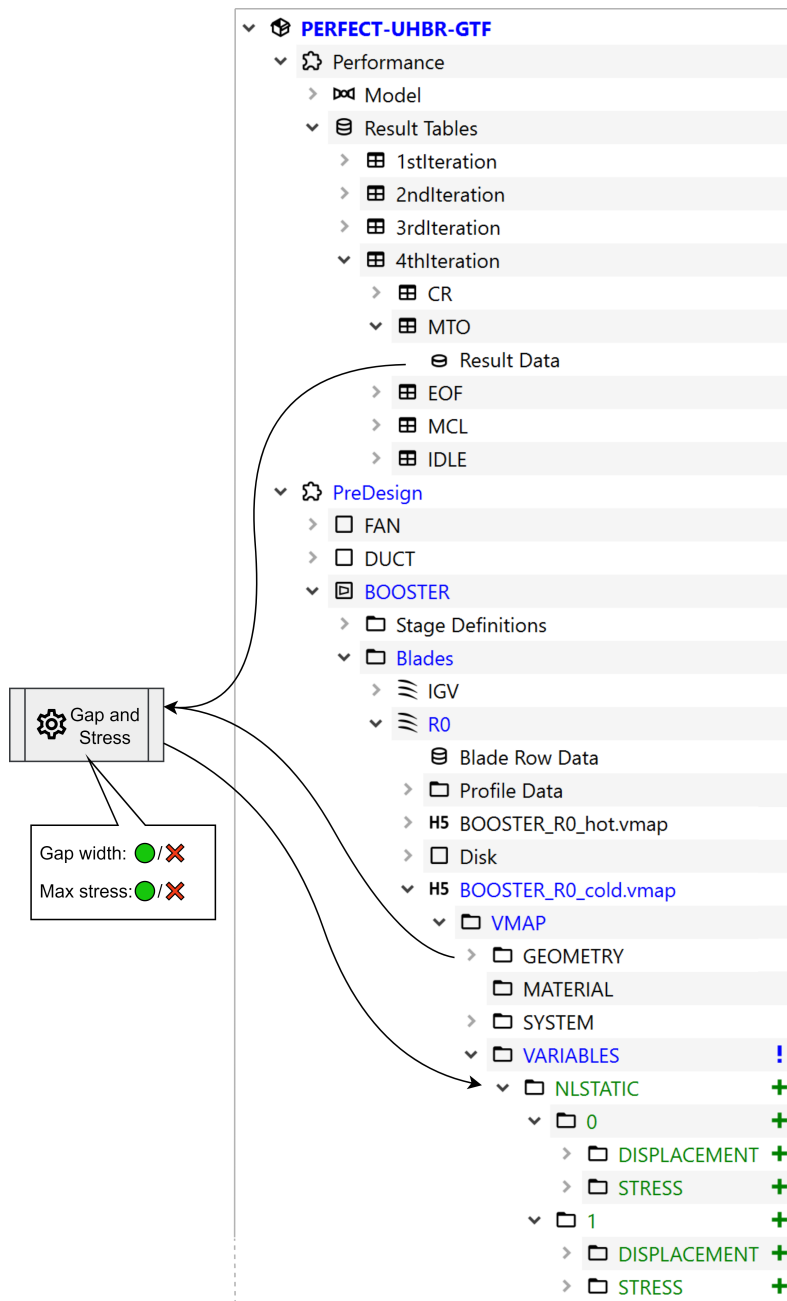 PERFECT-UHBR-GTF
Performance
Model
Result Tables
1stIteration
2ndIteration
3rdIteration
4thIteration
CR
MTO
Result Data
EOF
MCL
IDLE
PreDesign
FAN
DUCT
BOOSTER
Stage Definitions
Blades
IGV
R0
Blade Row Data
Profile Data
H5 BOOSTER_R0_hot.vmap
Disk
H5 BOOSTER_R0_cold.vmap
VMAP
GEOMETRY
MATERIAL
SYSTEM
VARIABLES !
NLSTATIC +
0 +
DISPLACEMENT +
STRESS +
1 +
DISPLACEMENT +
STRESS +
Gap and
Stress
Gap width: /
Max stress: /